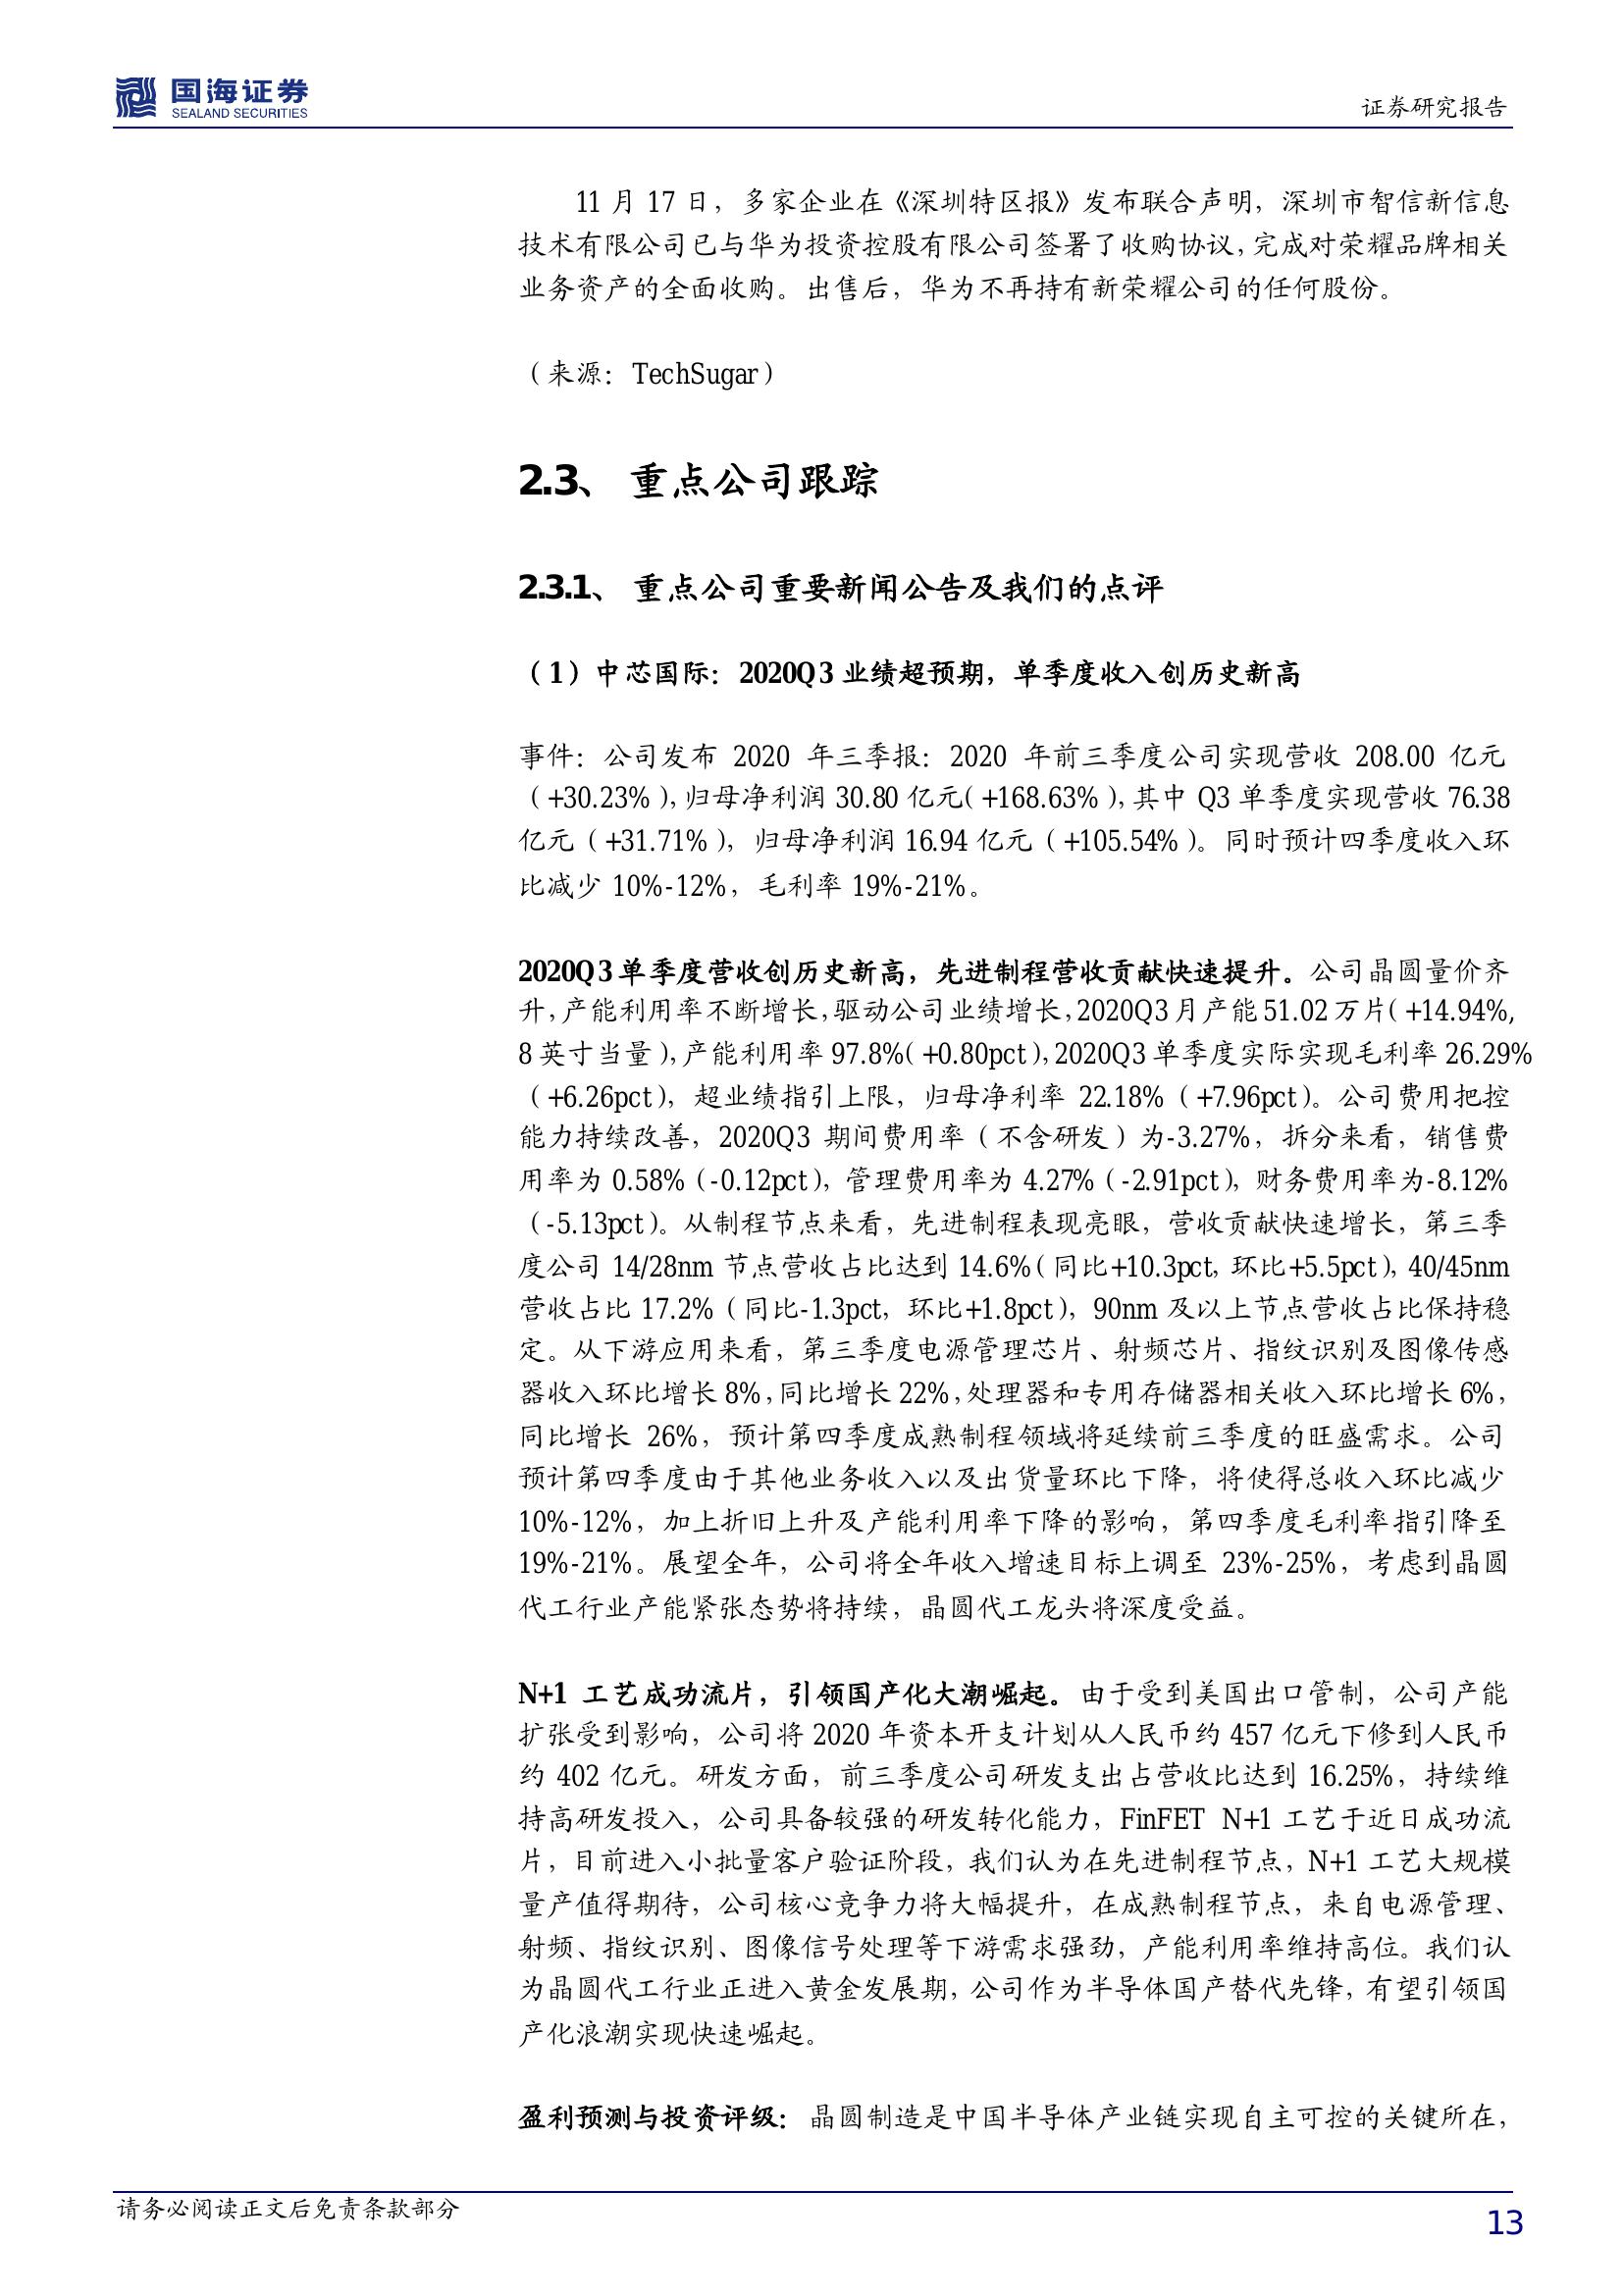 国海证券
SEALAND SECURITIES
证券研究报告
11 月 17 日，多家企业在《深圳特区报》发布联合声明，深圳市智信新信息
技术有限公司已与华为投资控股有限公司签署了收购协议，完成对荣耀品牌相关
业务资产的全面收购。出售后，华为不再持有新荣耀公司的任何股份。
（来源：TechSugar）
2.3、 重点公司跟踪
2.3.1、 重点公司重要新闻公告及我们的点评
（1）中芯国际：2020Q3 业绩超预期，单季度收入创历史新高
事件：公司发布 2020 年三季报：2020 年前三季度公司实现营收 208.00 亿元
（+30.23%），归母净利润 30.80 亿元（+168.63%），其中 Q3 单季度实现营收 76.38
亿元（+31.71%），归母净利润 16.94 亿元（+105.54%）。同时预计四季度收入环
比减少 10%-12%，毛利率 19%-21%。
2020Q3 单季度营收创历史新高，先进制程营收贡献快速提升。公司晶圆量价齐
升，产能利用率不断增长，驱动公司业绩增长，2020Q3 月产能 51.02 万片（+14.94%,
8 英寸当量），产能利用率 97.8%（+0.80pct），2020Q3 单季度实际实现毛利率 26.29%
（+6.26pct），超业绩指引上限，归母净利率 22.18%（+7.96pct）。公司费用把控
能力持续改善，2020Q3 期间费用率（不含研发）为-3.27%，拆分来看，销售费
用率为 0.58%（-0.12pct），管理费用率为 4.27%（-2.91pct），财务费用率为-8.12%
（-5.13pct）。从制程节点来看，先进制程表现亮眼，营收贡献快速增长，第三季
度公司 14/28nm 节点营收占比达到 14.6%（同比+10.3pct, 环比+5.5pct），40/45nm
营收占比 17.2%（同比-1.3pct，环比+1.8pct），90nm 及以上节点营收占比保持稳
定。从下游应用来看，第三季度电源管理芯片、射频芯片、指纹识别及图像传感
器收入环比增长 8%，同比增长 22%，处理器和专用存储器相关收入环比增长 6%，
同比增长 26%，预计第四季度成熟制程领域将延续前三季度的旺盛需求。公司
预计第四季度由于其他业务收入以及出货量环比下降，将使得总收入环比减少
10%-12%，加上折旧上升及产能利用率下降的影响，第四季度毛利率指引降至
19%-21%。展望全年，公司将全年收入增速目标上调至 23%-25%，考虑到晶圆
代工行业产能紧张态势将持续，晶圆代工龙头将深度受益。
N+1 工艺成功流片，引领国产化大潮崛起。由于受到美国出口管制，公司产能
扩张受到影响，公司将 2020 年资本开支计划从人民币约 457 亿元下修到人民币
约 402 亿元。研发方面，前三季度公司研发支出占营收比达到 16.25%，持续维
持高研发投入，公司具备较强的研发转化能力，FinFET N+1 工艺于近日成功流
片，目前进入小批量客户验证阶段，我们认为在先进制程节点，N+1 工艺大规模
量产值得期待，公司核心竞争力将大幅提升，在成熟制程节点，来自电源管理、
射频、指纹识别、图像信号处理等下游需求强劲，产能利用率维持高位。我们认
为晶圆代工行业正进入黄金发展期，公司作为半导体国产替代先锋，有望引领国
产化浪潮实现快速崛起。
盈利预测与投资评级：晶圆制造是中国半导体产业链实现自主可控的关键所在，
请务必阅读正文后免责条款部分
13